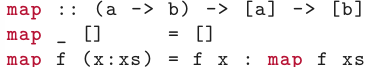 map :: (a -> b) -> [a] -> [b]
map _ []     = []
map f (x:xs) = f x : map f xs